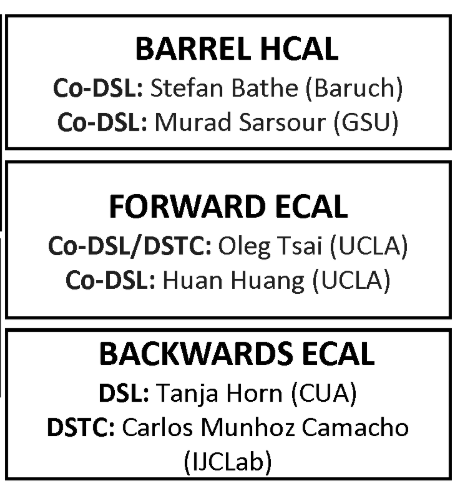 BARREL HCAL
Co-DSL: Stefan Bathe (Baruch)
Co-DSL: Murad Sarsour (GSU)
FORWARD ECAL
Co-DSL/DSTC: Oleg Tsai (UCLA)
Co-DSL: Huan Huang (UCLA)
BACKWARDS ECAL
DSL: Tanja Horn (CUA)
DSTC: Carlos Munhoz Camacho
(IJCLab)